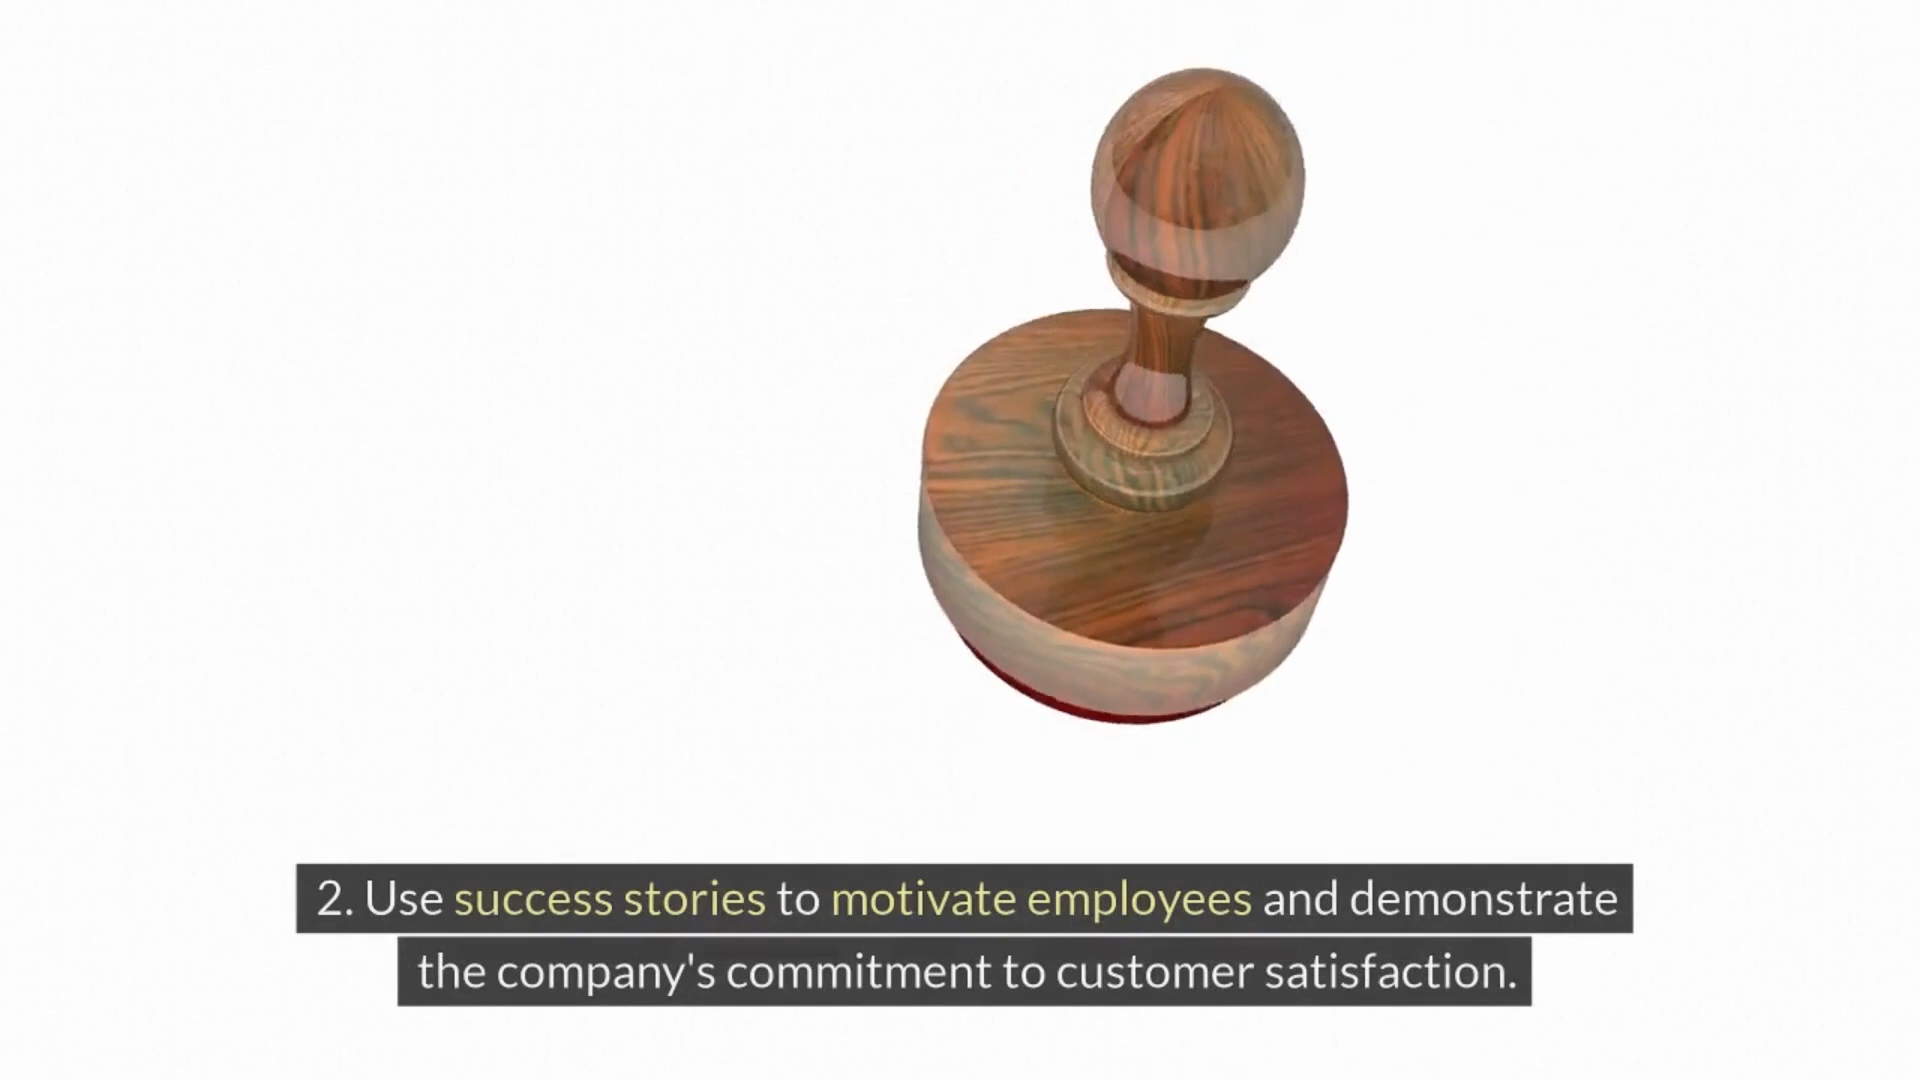 2. Use success stories to motivate employees and demonstrate
the company's commitment to customer satisfaction.